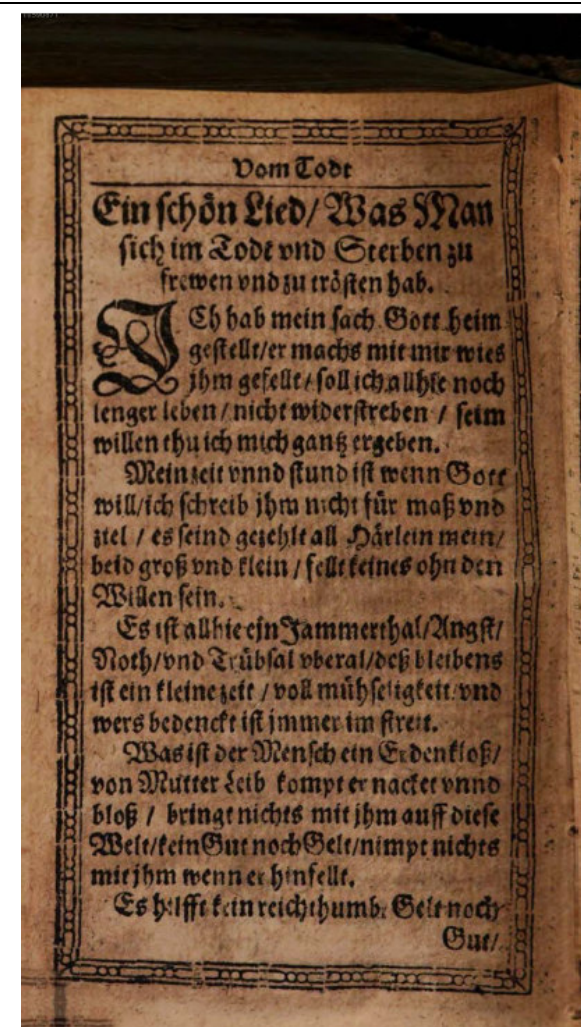 Vom Todt
Ein schön Lied/ Was Man
sich im Todt vnd Sterben zu
frewen vnd zu trösten hab.
ICh hab mein sach Gott heim
gestellt/er machs mit mir wies
jhm gefellt/soll ich allhie noch
lenger leben/nicht widerstreben / seim
willen thu ich mich gantz ergeben.
Mein zeit vnnd stund ist wenn Gott
will/ich schreib jhm nicht für maß vnd
ziel / es seind gezehlt all Härlein mein/
beid groß vnd klein / fellt keines ohn den
Willen sein.
Es ist allhie ein Jammerthal/Angst/
Noth/vnd Trübsal vberal/deß bleibens
ist ein kleine zeit / voll mühseligkeit vnd
wers bedenckt ist jmmer im streit.
Was ist der Mensch ein Erdenkloß/
von Mutter Leib kompt er nacket vnnd
bloß / bringt nichts mit jhm auff diese
Welt/kein Gut noch Gelt/nimpt nichts
mit jhm wenn er hinfellt.
Es hilfft kein reichthumb, Gelt noch
Gut/